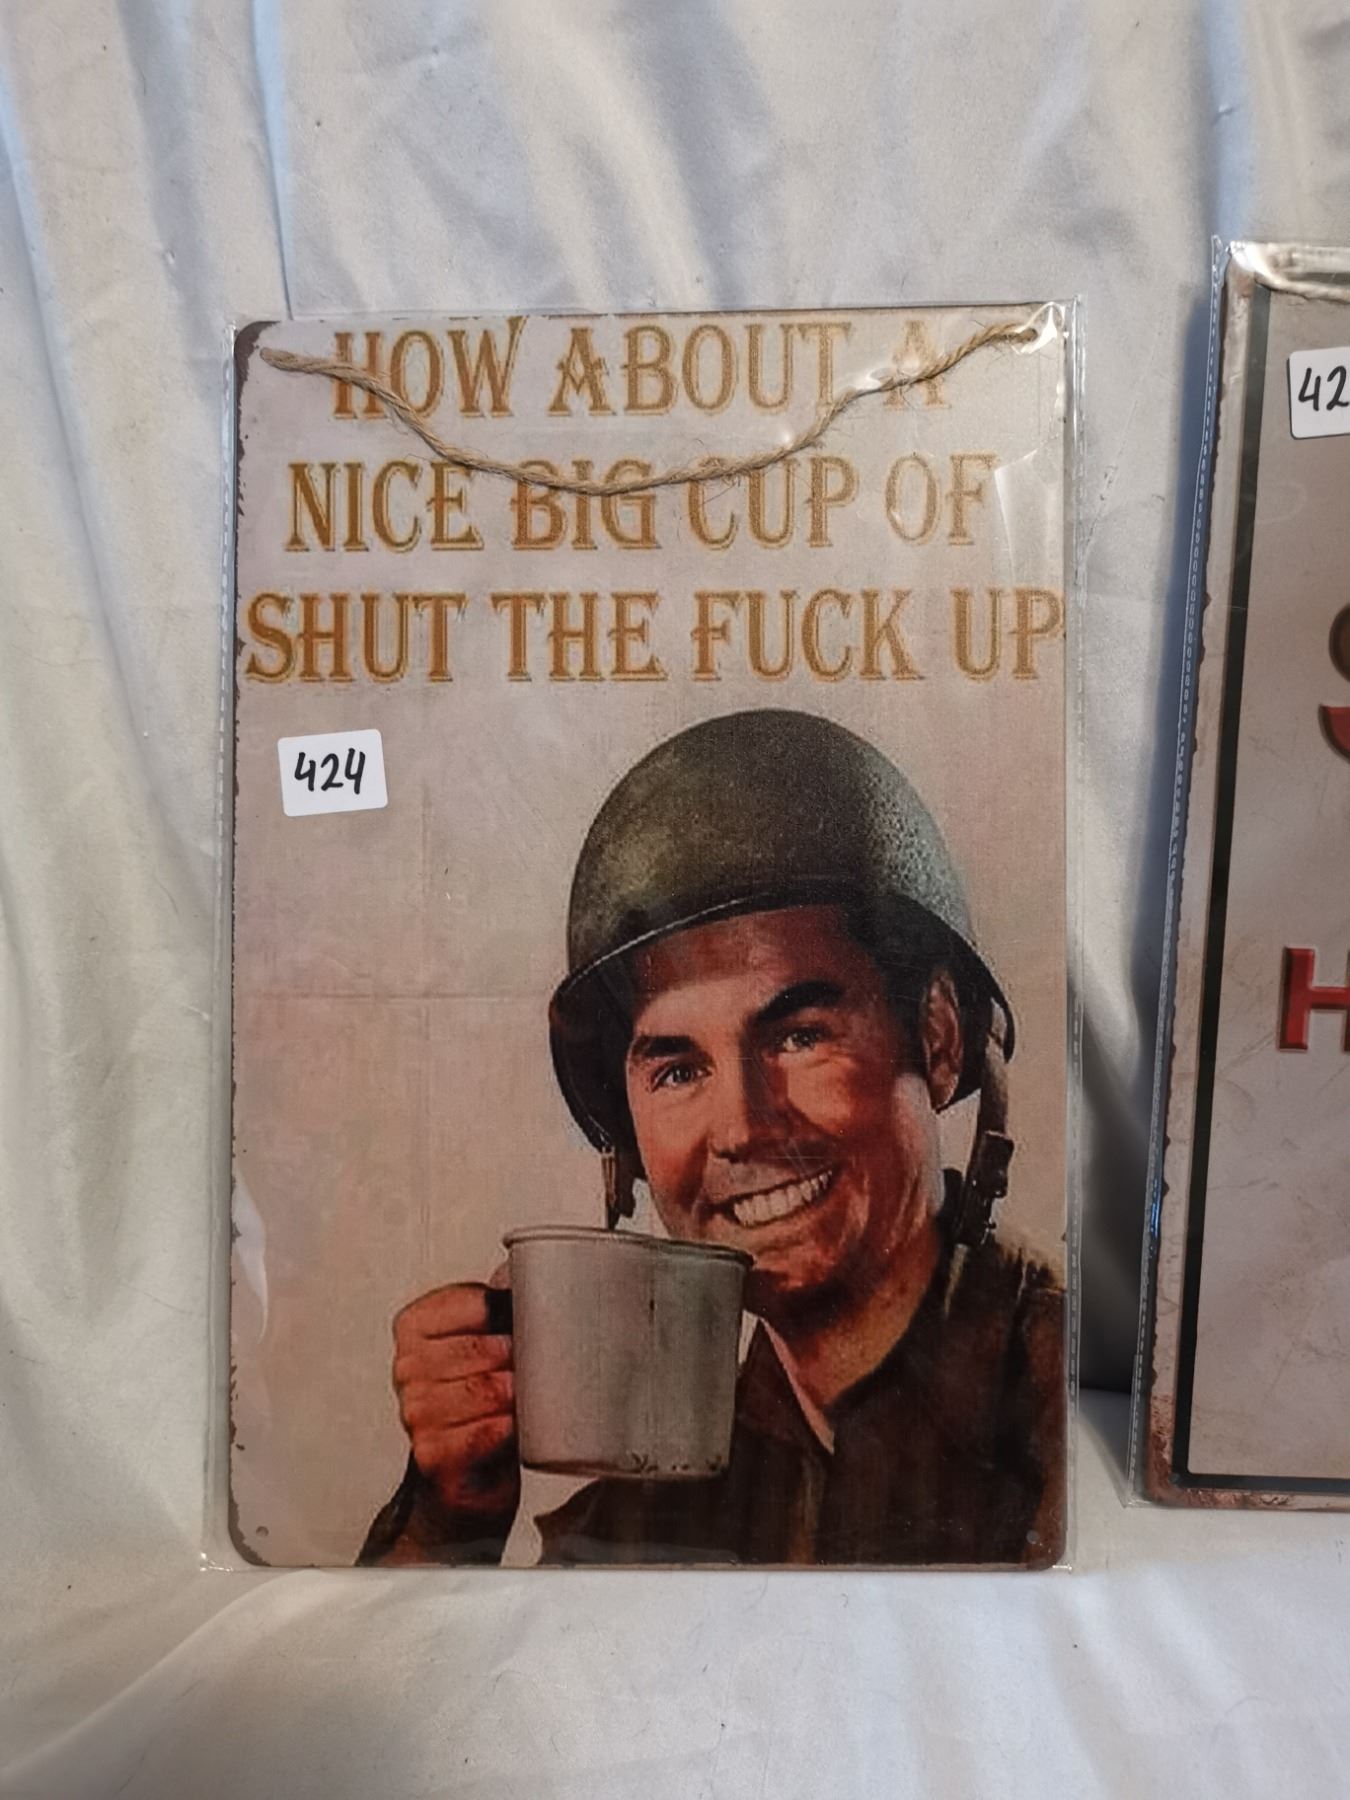 HOW ABOUT A
NICE BIG CUP OF
SHUT THE FUCK UP
424
42
H